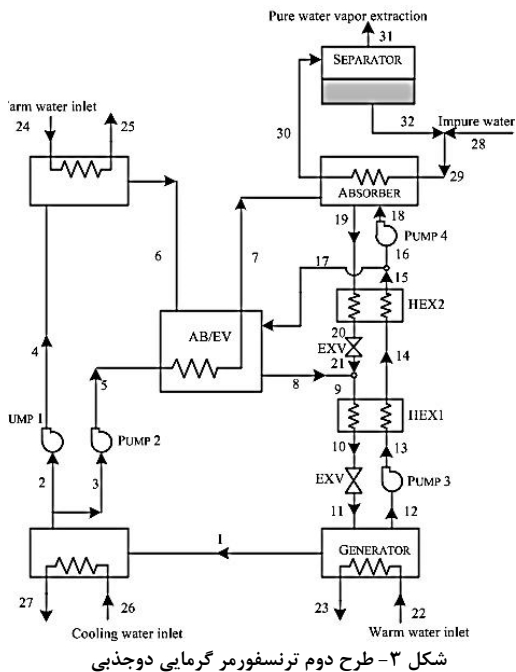 Pure water vapor extraction
31
SEPARATOR
arm water inlet
24
25
30
32
Impure water
28
29
ABSORBER
19
18
PUMP 4
6
7
17
16
15
HEX2
4
AB/EV
20
EXV
21
14
5
8
9
HEX1
UMP 1
PUMP 2
10
13
EXV
PUMP 3
2
3
11
12
1
GENERATOR
27
26
23
22
Cooling water inlet
Warm water inlet
شکل ۳- طرح دوم ترنسفورمر گرمایی دوجذبی